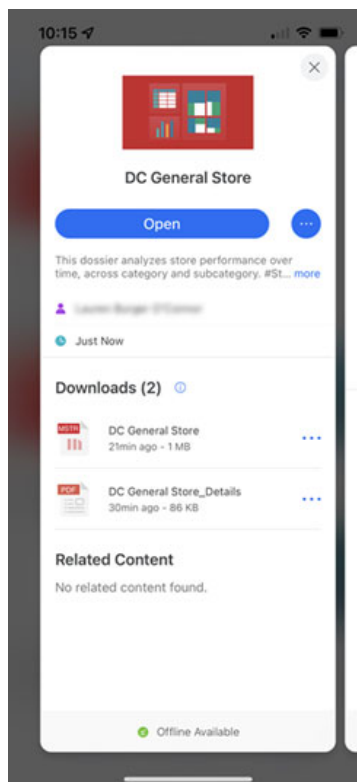 10:15
DC General Store
Open
This dossier analyzes store performance over
time, across category and subcategory. #St... more
Just Now
Downloads (2)
MSTR
DC General Store
21min ago - 1 MB
PDF
DC General Store_Details
30min ago - 86 KB
Related Content
No related content found.
Offline Available